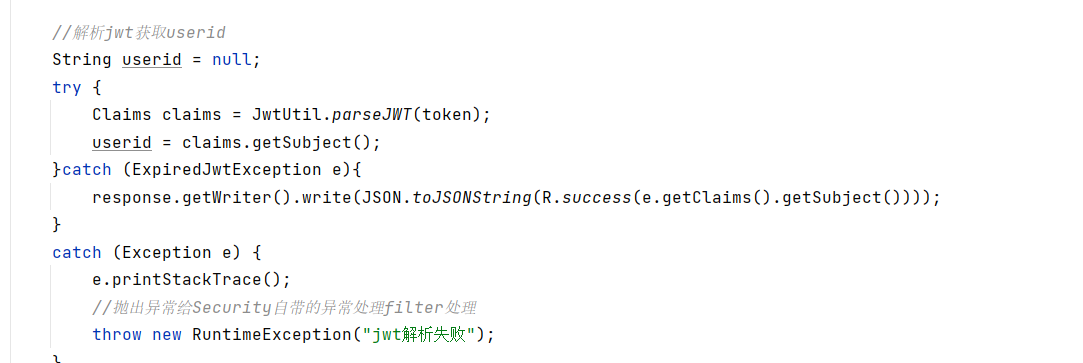 //解析jwt获取userid
String userid = null;
try {
Claims claims = JwtUtil.parseJWT(token);
userid = claims.getSubject();
}catch (ExpiredJwtException e){
response.getWriter().write(JSON.toJSONString(R.success(e.getClaims().getSubject())));
}
catch (Exception e) {
e.printStackTrace();
//抛出异常给Security自带的异常处理filter处理
throw new RuntimeException("jwt解析失败");
}